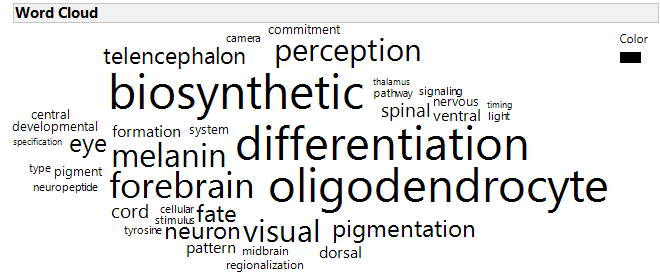 Word Cloud
commitment
camera
Color
telencephalon
perception
thalamus
biosynthetic
pathway
signaling
nervous
timing
spinal
central
ventral
light
developmental
formation
system
specification
eye
differentiation
melanin
type
pigment
forebrain
oligodendrocyte
neuropeptide
cord
cellular
fate
stimulus
tyrosine
neuron
visual
pigmentation
pattern
midbrain
dorsal
regionalization